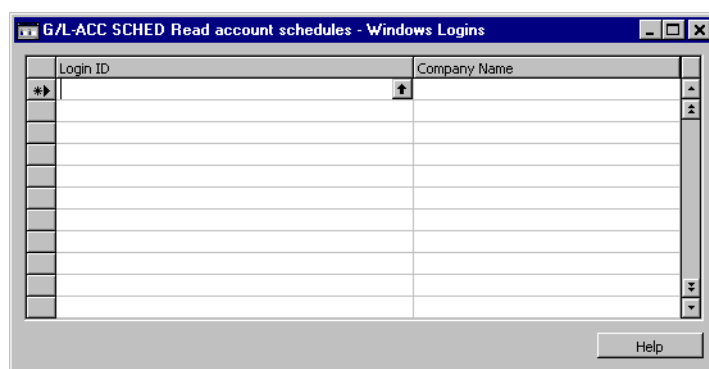 G/L-ACC SCHED Read account schedules - Windows Logins
Login ID Company Name
Help